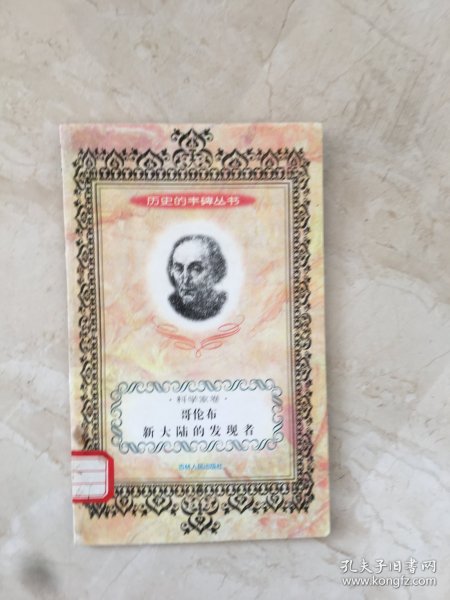 历史的丰碑丛书
·科学家卷·
哥伦布
新大陆的发现者
吉林人民出版社
孔夫子旧书网
www.kongfz.com